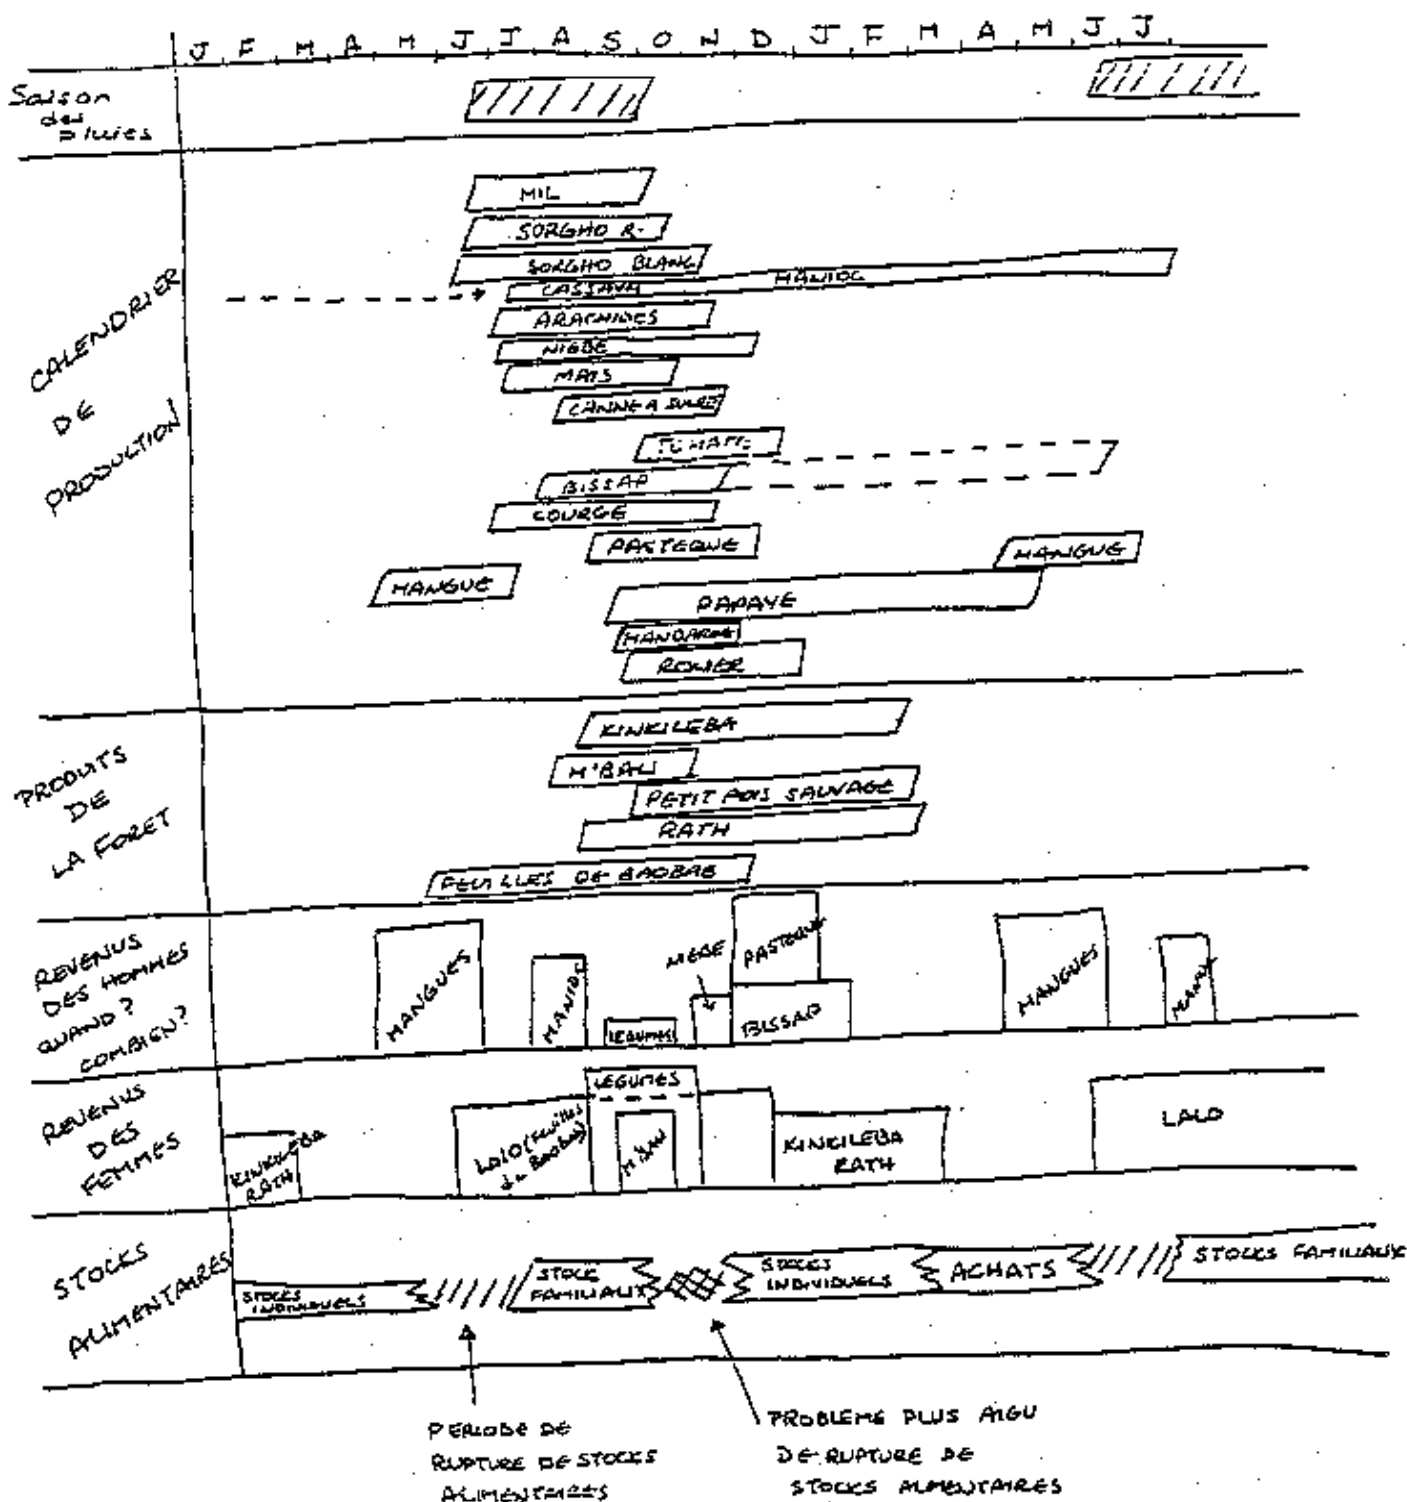 J F M A M J J A S O N D J F M A M J J
Saison
des
pluies
CALENDRIER
DE
PRODUCTION
MIL
SORGHO R.
SORGHO BLANC
CASSAVA
MANIOC
ARACHIDES
NIEBE
MAIS
CANNE A SUCRE
TOMATE
BISSAP
COURGE
PASTEQUE
MANGUE
MANGUE
PAPAYE
MANDARINE
RONIER
PRODUITS
DE
LA FORET
KINKILEBA
M'BALI
PETIT POIS SAUVAGE
RATH
FEUILLES DE BAOBAB
REVENUS
DES HOMMES
QUAND?
COMBIEN?
MANGUES
MANIOC
LEGUMES
NIEBE
PASTEQUE
BISSAP
MANGUES
MANIOC
REVENUS
DES
FEMMES
KINKILEBA
RATH
LALO (feuilles
de Baobab)
LEGUMES
KINKILEBA
RATH
LALO
STOCKS
ALIMENTAIRES
STOCKS
INDIVIDUELS
STOCK
FAMILIAUX
STOCKS
INDIVIDUELS
ACHATS
STOCKS FAMILIAUX
PERIODE DE
RUPTURE DE STOCKS
ALIMENTAIRES
PROBLEME PLUS AIGU
DE RUPTURE DE
STOCKS ALIMENTAIRES